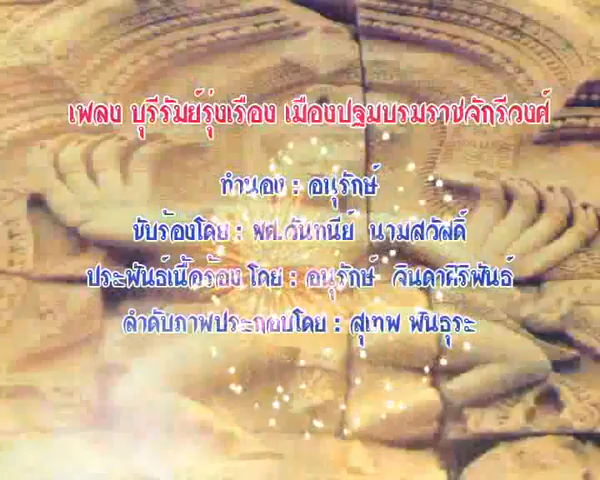 เพลง บุรีรัมย์รุ่งเรือง เมืองปฐมบรมราชจักรีวงศ์
ทำนอง : อนุรักษ์
ขับร้องโดย : ผศ.วันทนีย์ นามสวัสดิ์
ประพันธ์เนื้อร้อง โดย : อนุรักษ์ จินดาศิริพันธ์
ลำดับภาพประกอบโดย : สุเทพ พันธุระ